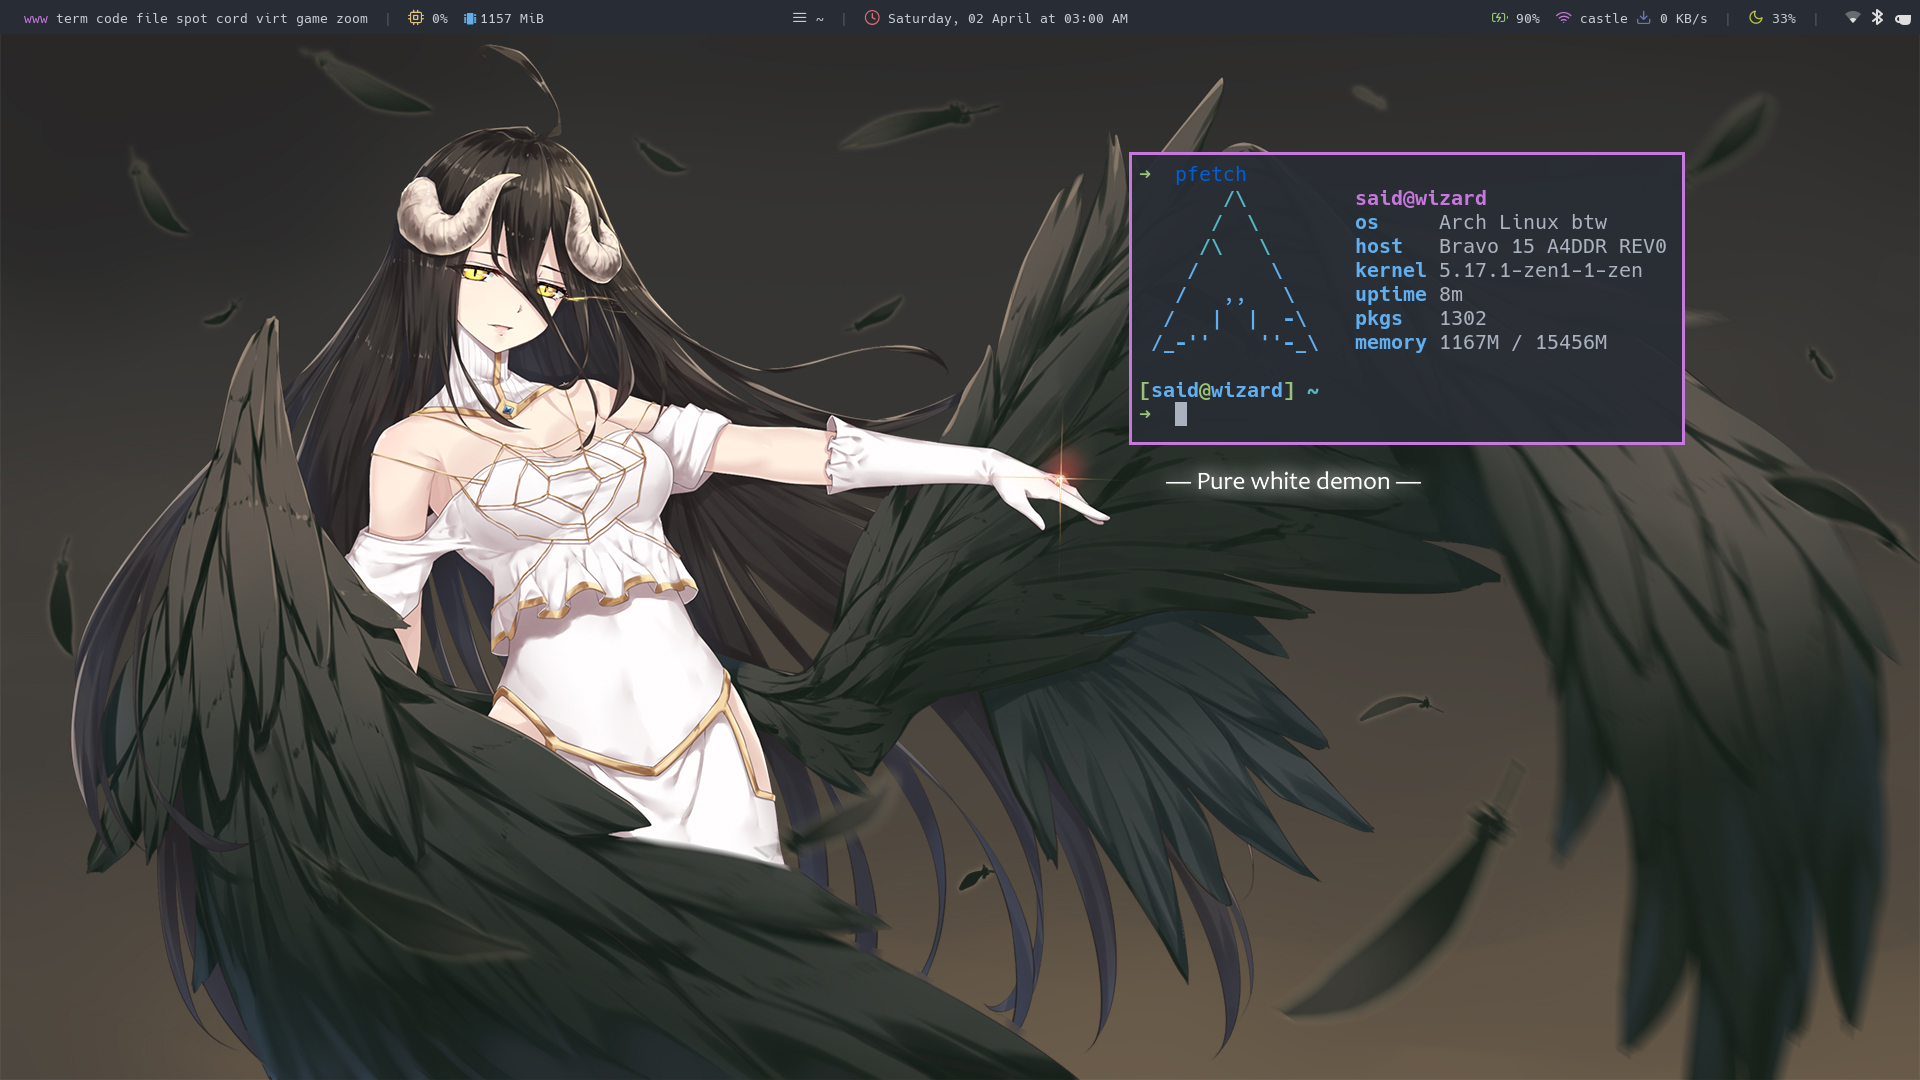 www term code file spot cord virt game zoom | 0% 1157 MiB
~ | Saturday, 02 April at 03:00 AM
90% castle 0 KB/s | 33% |
➜ pfetch
/\ said@wizard
/ \ os Arch Linux btw
/\ \ host Bravo 15 A4DDR REV0
/ \ kernel 5.17.1-zen1-1-zen
/ ,, \ uptime 8m
/ | | -\ pkgs 1302
/_-'' ''-_\ memory 1167M / 15456M
[said@wizard] ~
➜
— Pure white demon —